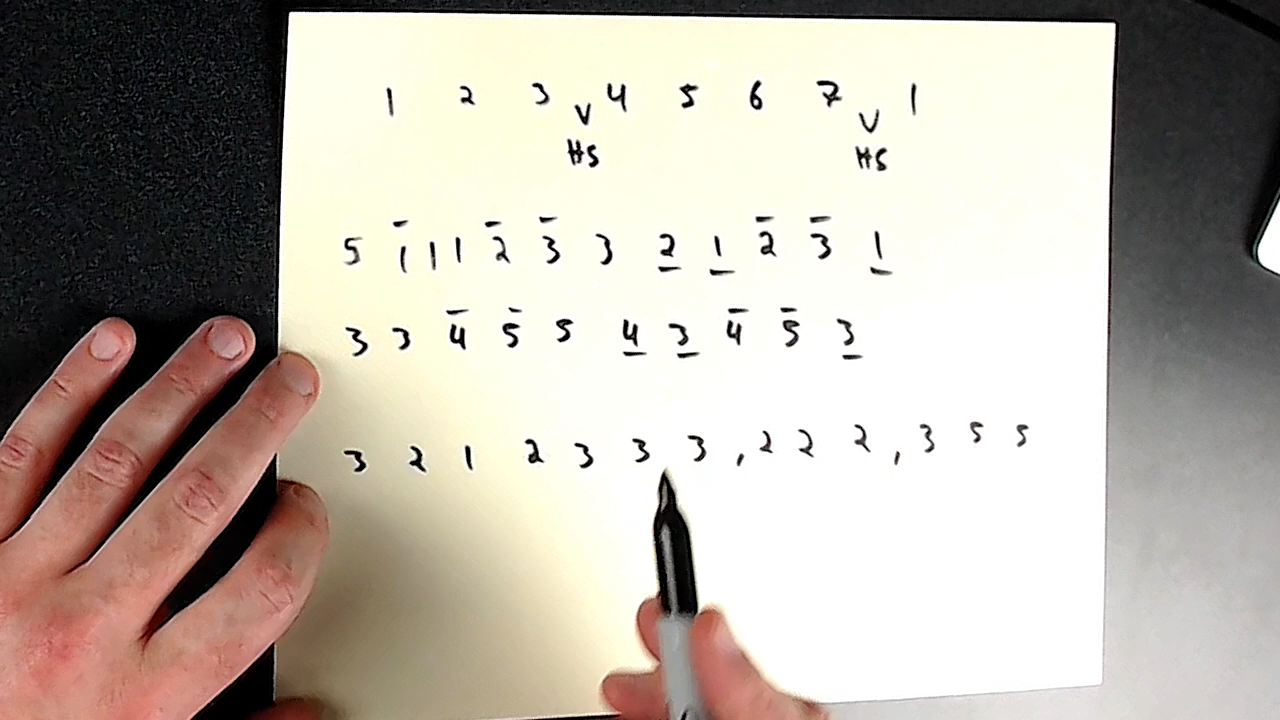 1 2 3 V 4 5 6 7 V 1
HS HS
5 1̅ 1 1 2̅ 3̅ 3 2̲ 1̲ 2̅ 3̅ 1̲
3 3 4̅ 5̅ 5 4̲ 3̲ 4̅ 5̅ 3̲
3 2 1 2 3 3 3 , 2 2 2 , 3 5 5